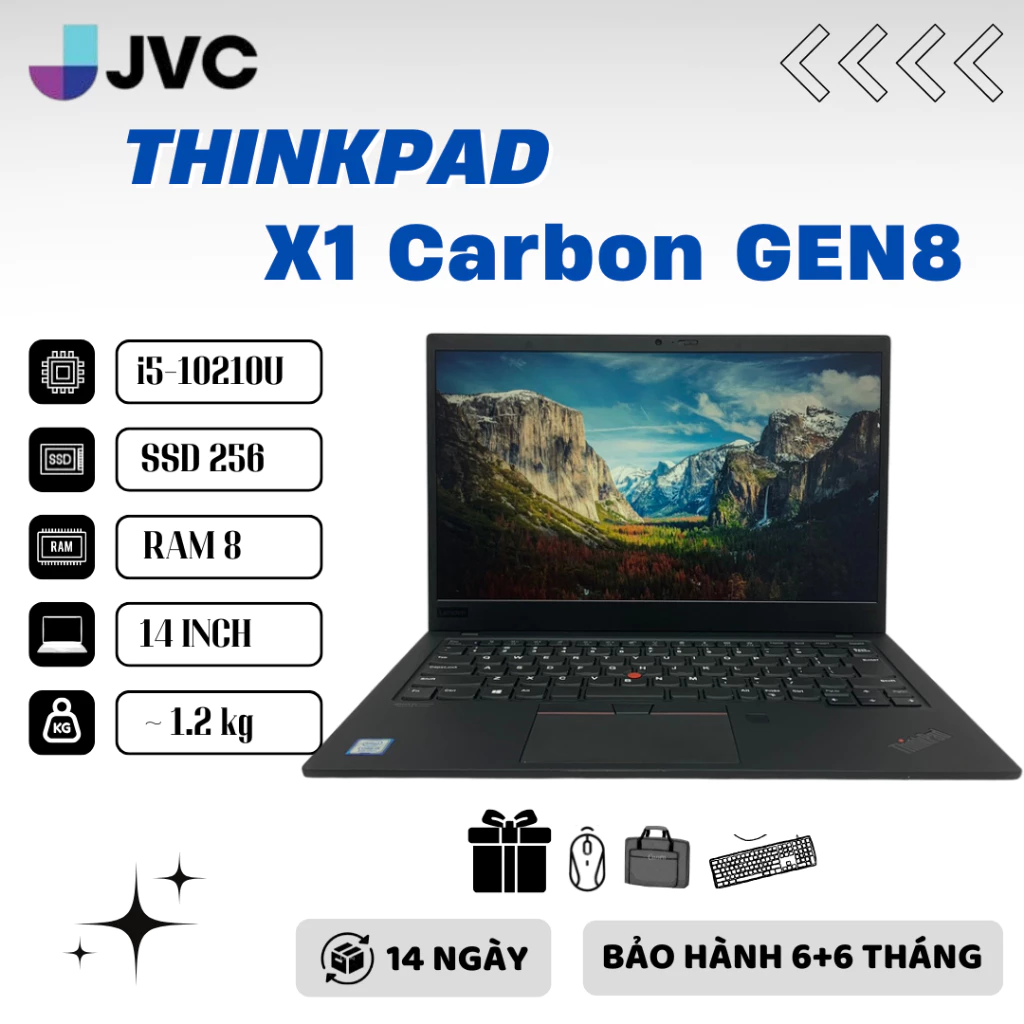 JVC
THINKPAD
X1 Carbon GEN8
i5-10210U
SSD
SSD 256
RAM
RAM 8
14 INCH
KG
~ 1.2 kg
14 NGÀY
BẢO HÀNH 6+6 THÁNG